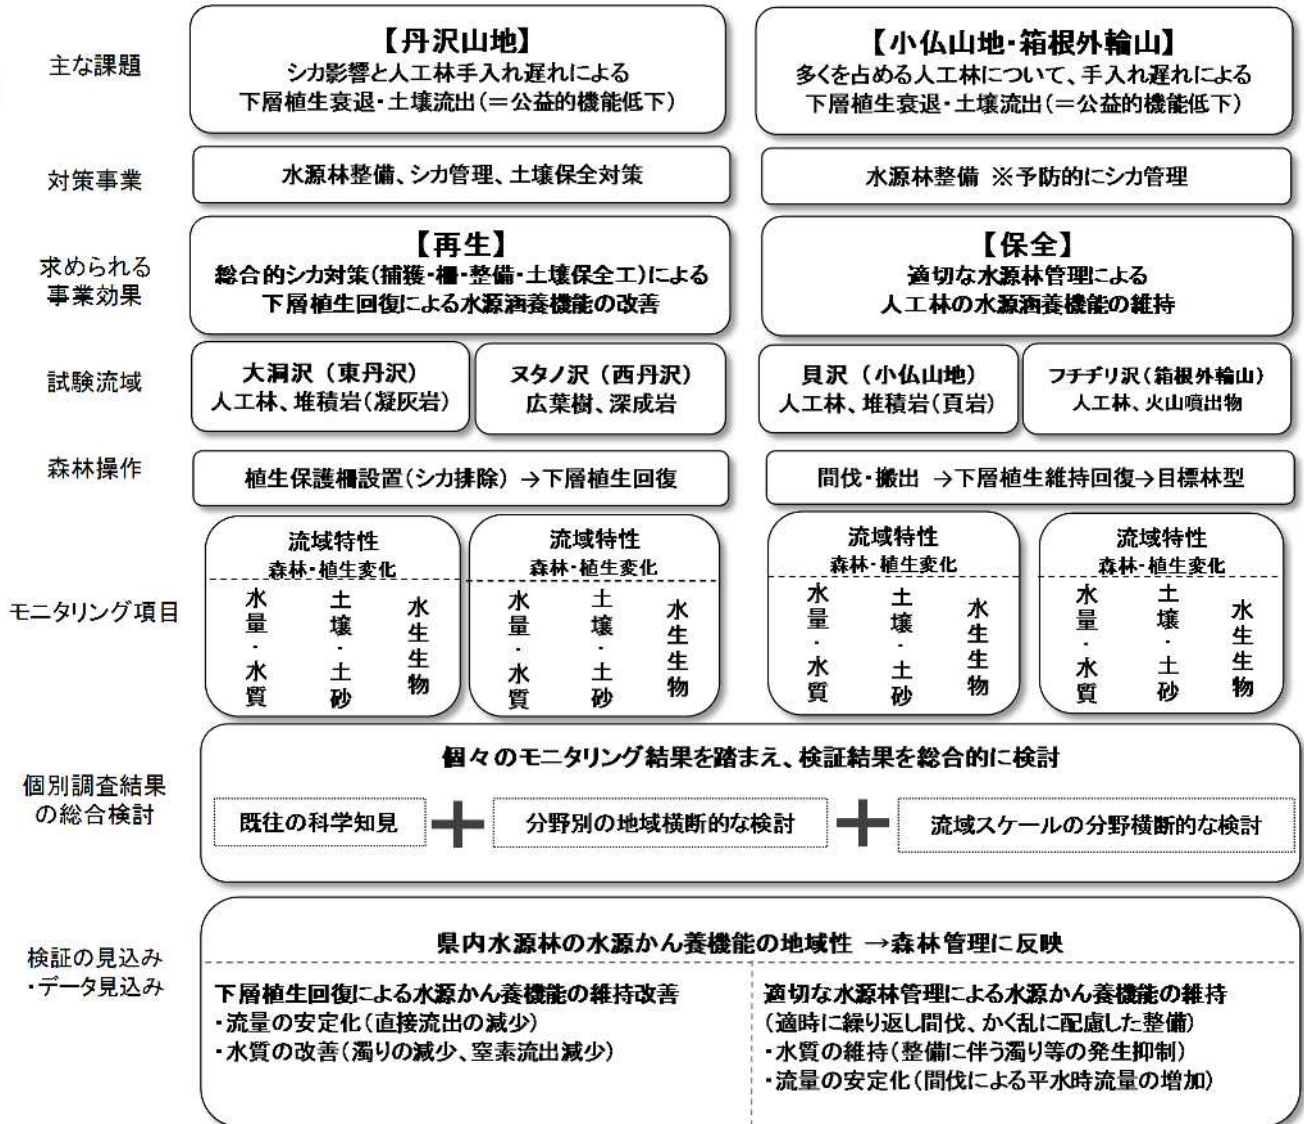 主な課題
【丹沢山地】
シカ影響と人工林手入れ遅れによる
下層植生衰退・土壌流出(＝公益的機能低下)
【小仏山地・箱根外輪山】
多くを占める人工林について、手入れ遅れによる
下層植生衰退・土壌流出(＝公益的機能低下)
対策事業
水源林整備、シカ管理、土壌保全対策
水源林整備 ※予防的にシカ管理
求められる
事業効果
【再生】
総合的シカ対策(捕獲・柵・整備・土壌保全工)による
下層植生回復による水源涵養機能の改善
【保全】
適切な水源林管理による
人工林の水源涵養機能の維持
試験流域
大洞沢（東丹沢）
人工林、堆積岩(凝灰岩)
ヌタノ沢（西丹沢）
広葉樹、深成岩
貝沢（小仏山地）
人工林、堆積岩(頁岩)
フチヂリ沢(箱根外輪山)
人工林、火山噴出物
森林操作
植生保護柵設置(シカ排除) →下層植生回復
間伐・搬出 →下層植生維持回復→目標林型
モニタリング項目
流域特性
森林・植生変化
水量・水質
土壌・土砂
水生生物
流域特性
森林・植生変化
水量・水質
土壌・土砂
水生生物
流域特性
森林・植生変化
水量・水質
土壌・土砂
水生生物
流域特性
森林・植生変化
水量・水質
土壌・土砂
水生生物
個別調査結果
の総合検討
個々のモニタリング結果を踏まえ、検証結果を総合的に検討
既往の科学知見
＋
分野別の地域横断的な検討
＋
流域スケールの分野横断的な検討
検証の見込み
・データ見込み
県内水源林の水源かん養機能の地域性 →森林管理に反映
下層植生回復による水源かん養機能の維持改善
・流量の安定化(直接流出の減少)
・水質の改善(濁りの減少、窒素流出減少)
適切な水源林管理による水源かん養機能の維持
(適時に繰り返し間伐、かく乱に配慮した整備)
・水質の維持(整備に伴う濁り等の発生抑制)
・流量の安定化(間伐による平水時流量の増加)